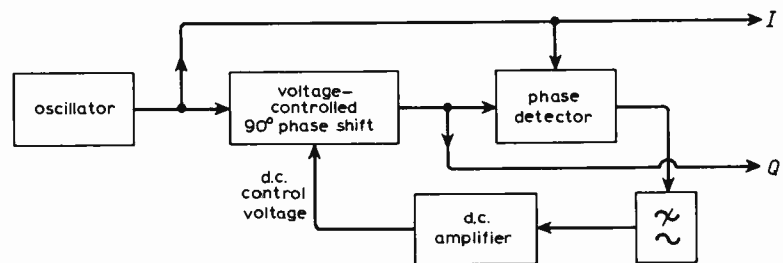 I
oscillator
voltage-
controlled
90° phase shift
phase
detector
Q
d.c.
control
voltage
d.c.
amplifier